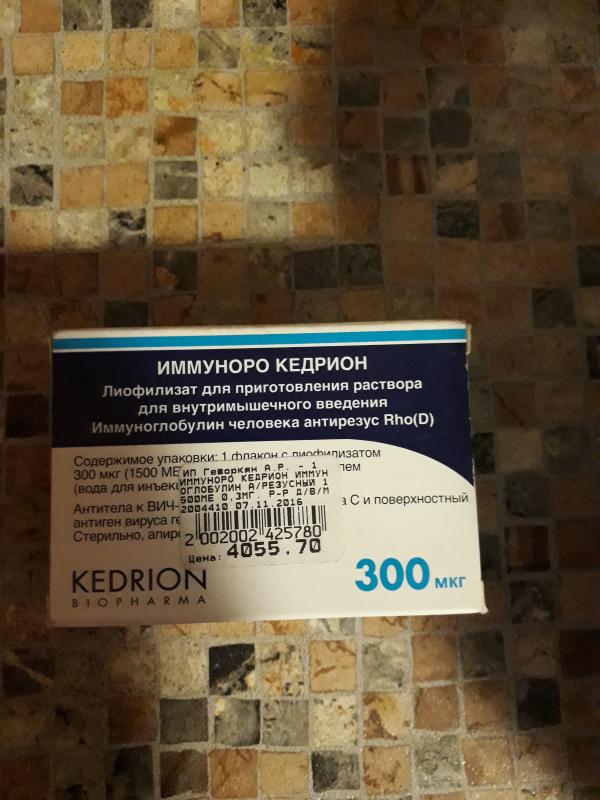 ИММУНОРО КЕДРИОН
Лиофилизат для приготовления раствора
для внутримышечного введения
Иммуноглобулин человека антирезус Rho(D)
Содержимое упаковки: 1 флакон с лиофилизатом
300 мкг (1500 МЕ
(вода для инъек
Антитела к ВИЧ- а С и поверхностный
антиген вируса ге
Стерильно, апиро
ИП Геворкян А.Р. - 1
ИММУНОРО КЕДРИОН ИММУН
ОГЛОБУЛИН А/РЕЗУСНЫЙ 1
500МЕ 0,3МГ. Р-Р Д/В/М
2004410 07.11.2016
2 002002 425780
Цена: 4055.70
KEDRION
BIOPHARMA
300 мкг